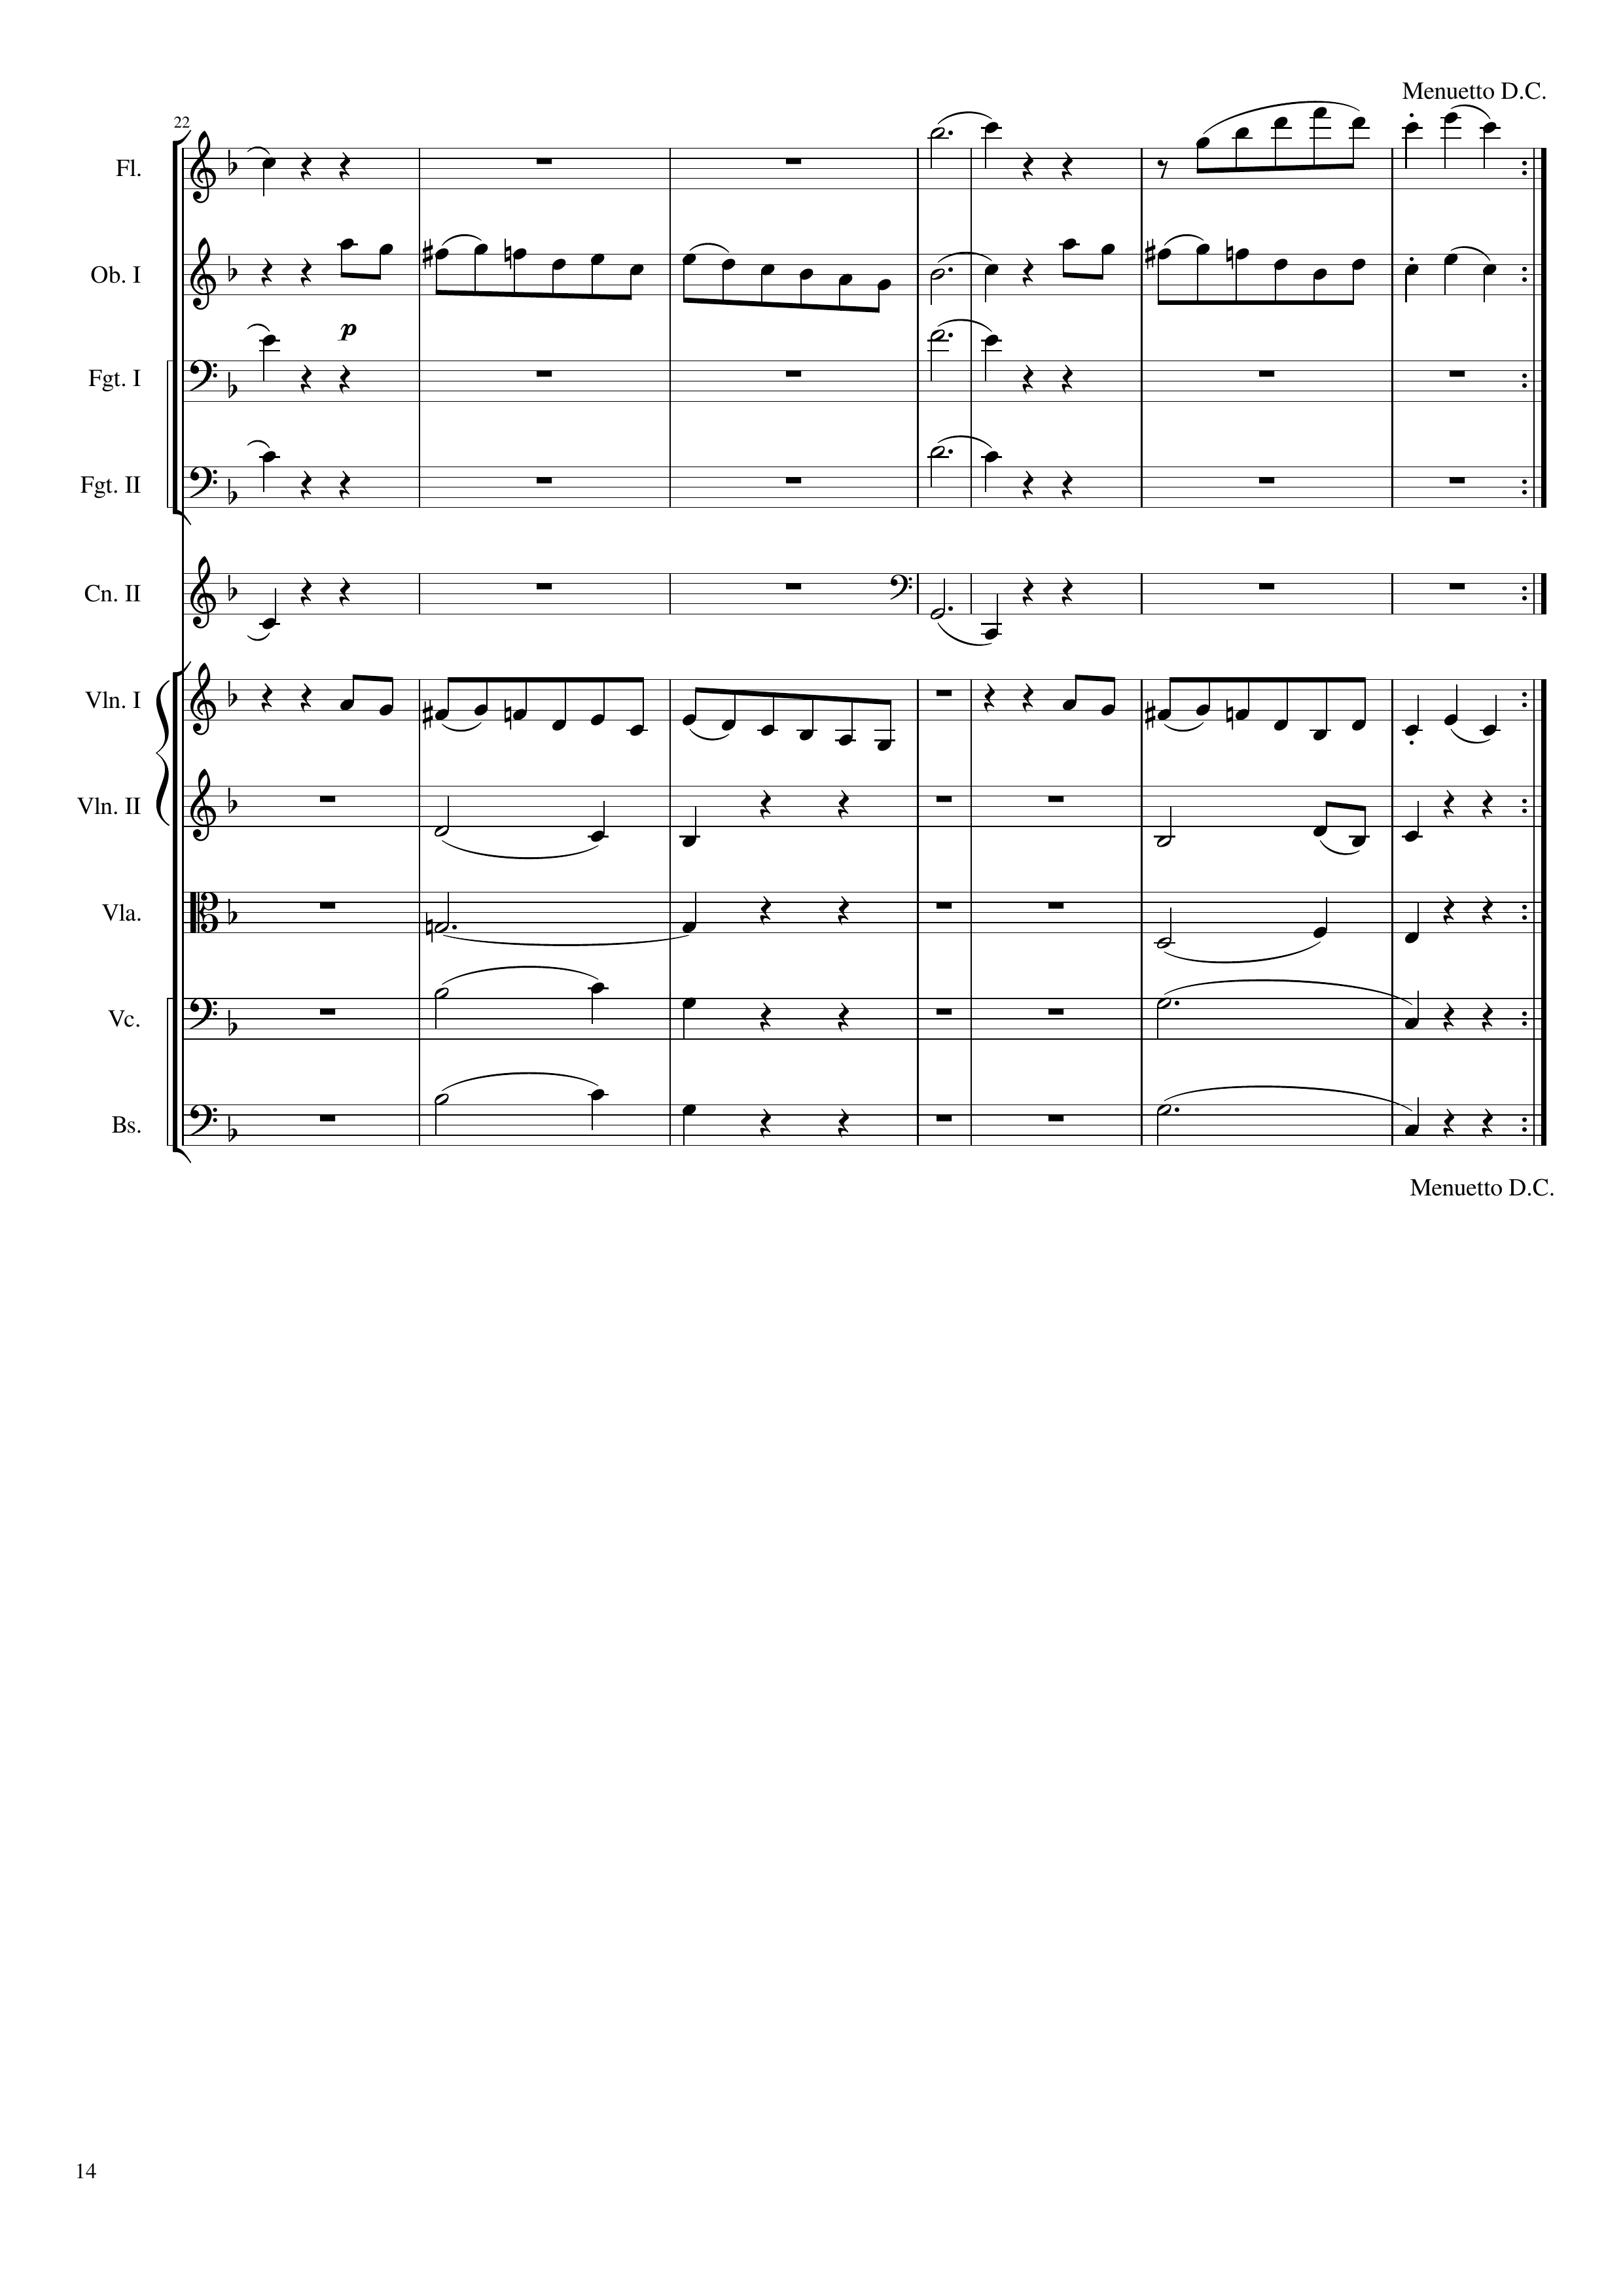 Menuetto D.C.
22
Fl.
Ob. I
p
Fgt. I
Fgt. II
Cn. II
Vln. I
Vln. II
Vla.
Vc.
Bs.
Menuetto D.C.
14